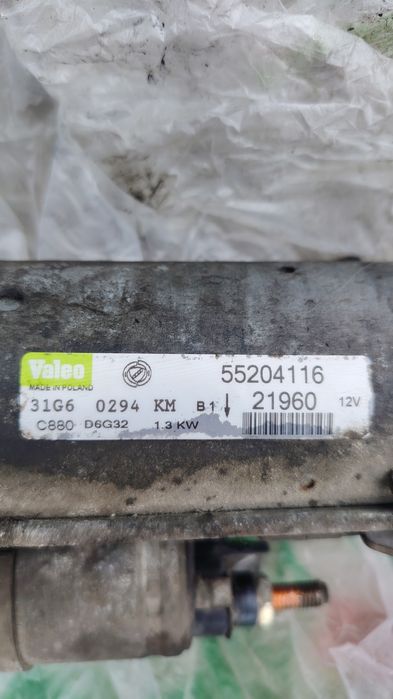 Valeo
MADE IN POLAND
55204116
31G6 0294 KM B1 21960 12V
C880 D6G32 1.3 KW